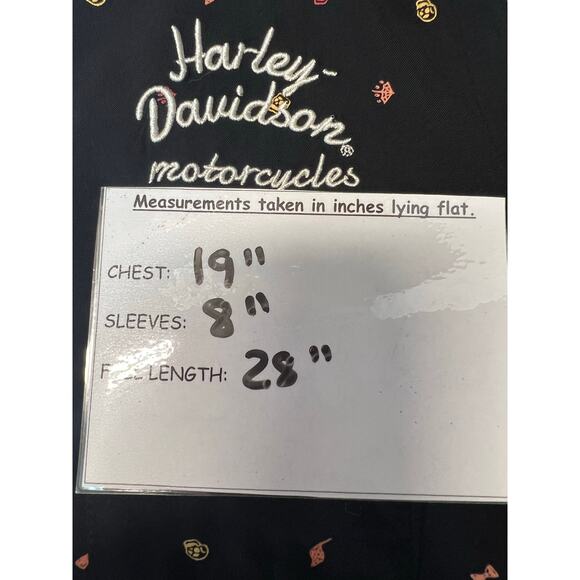 Harley-
Davidson®
motorcycles
Measurements taken in inches lying flat.
CHEST: 19"
SLEEVES: 8"
LENGTH: 28"